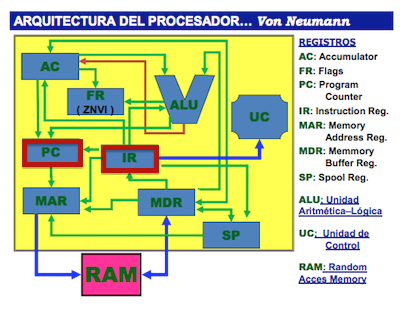 ARQUITECTURA DEL PROCESADOR... Von Neumann
AC
FR
( ZNVI )
ALU
UC
PC
IR
MAR
MDR
SP
RAM
REGISTROS
AC: Accumulator
FR: Flags
PC: Program
Counter
IR: Instruction Reg.
MAR: Memory
Address Reg.
MDR: Memmory
Buffer Reg.
SP: Spool Reg.
ALU: Unidad
Aritmética–Lógica
UC: Unidad de
Control
RAM: Random
Acces Memory